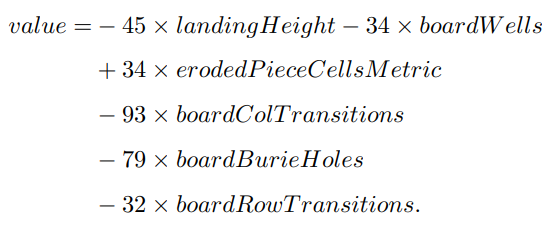 value = − 45 × landingHeight − 34 × boardWells
+ 34 × erodedPieceCellsMetric
− 93 × boardColTransitions
− 79 × boardBurieHoles
− 32 × boardRowTransitions.